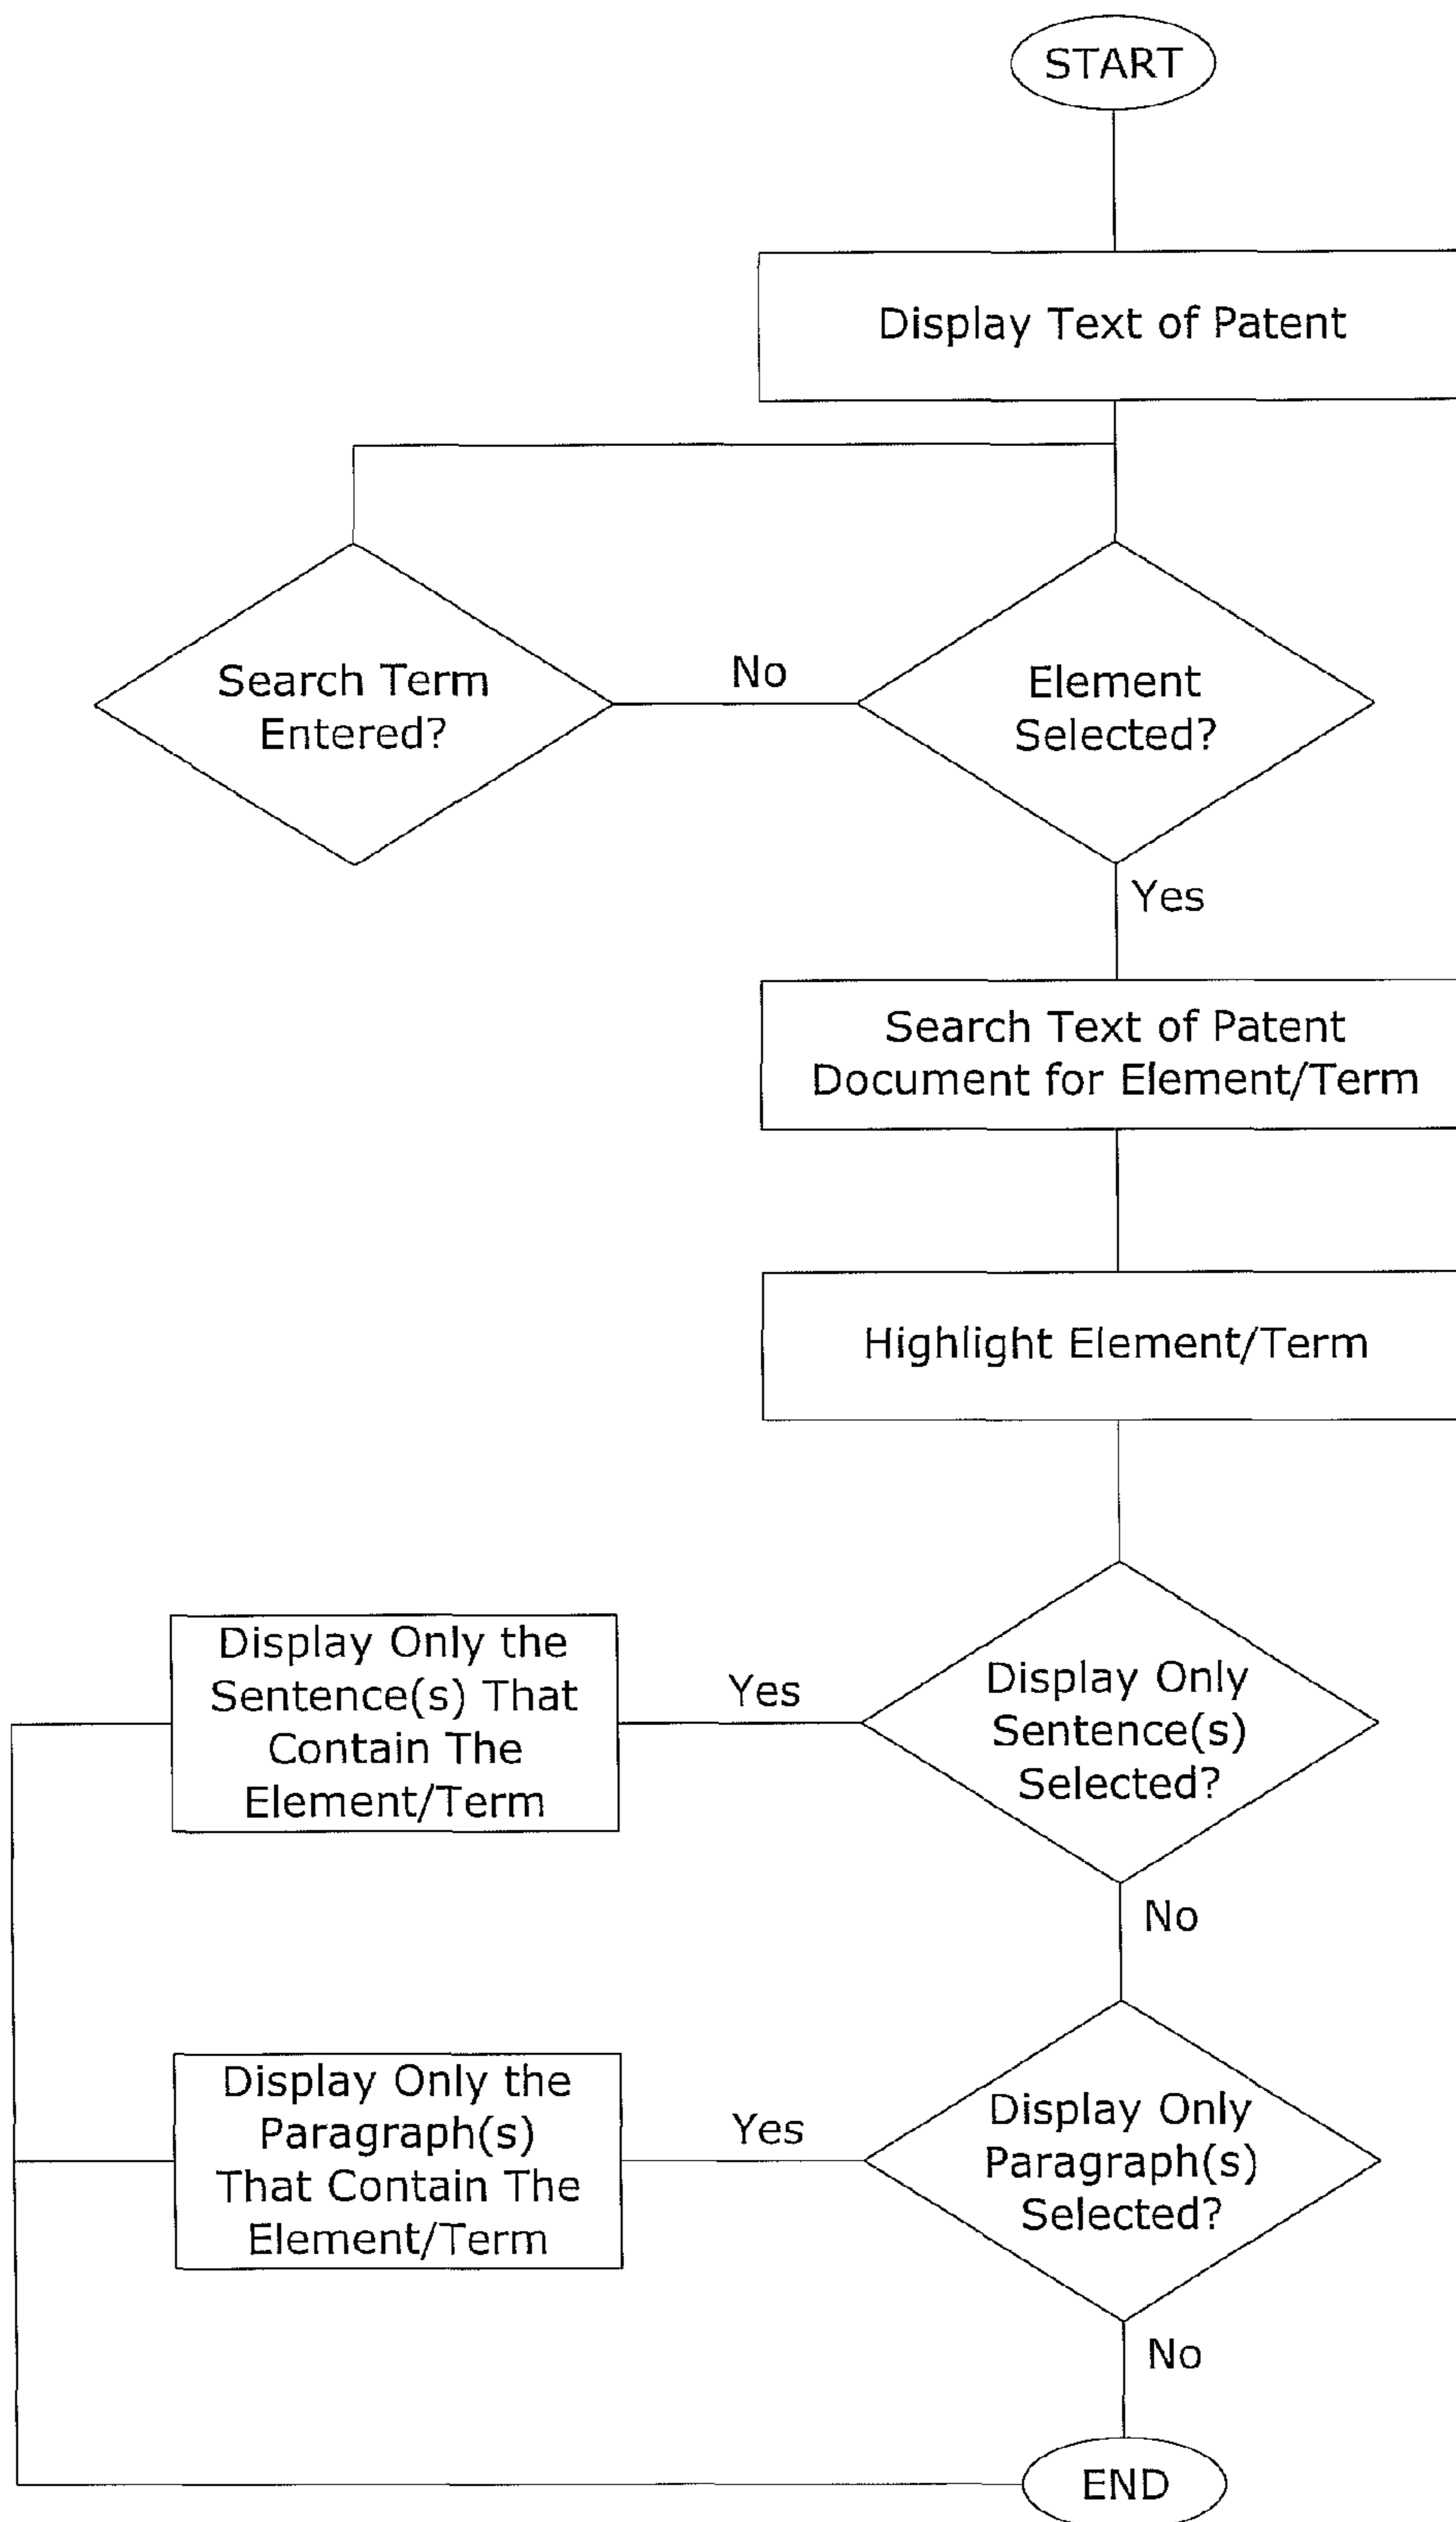 START
Display Text of Patent
Search Term
Entered?
No
Element
Selected?
Yes
Search Text of Patent
Document for Element/Term
Highlight Element/Term
Display Only the
Sentence(s) That
Contain The
Element/Term
Yes
Display Only
Sentence(s)
Selected?
No
Display Only the
Paragraph(s)
That Contain The
Element/Term
Yes
Display Only
Paragraph(s)
Selected?
No
END